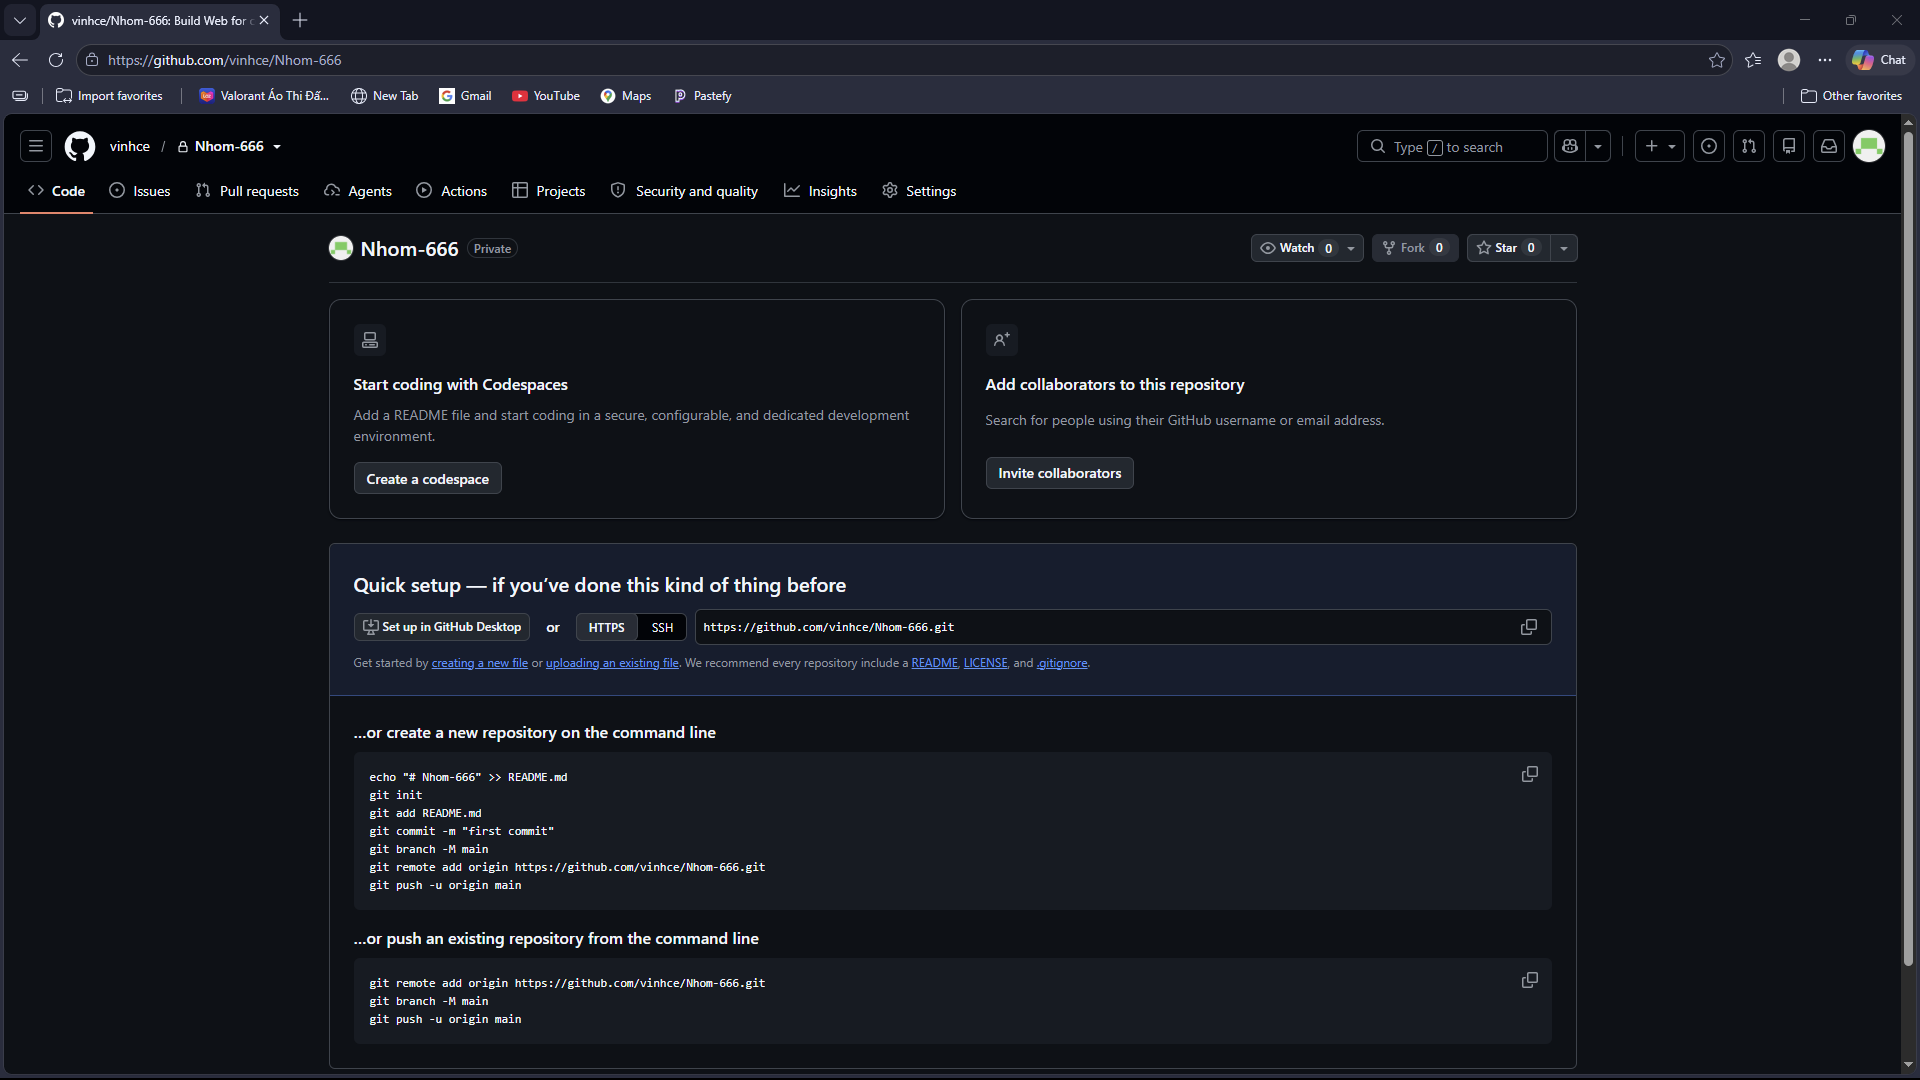 vinhce/Nhom-666: Build Web for
https://github.com/vinhce/Nhom-666
Chat
Import favorites
Valorant Áo Thi Đấ...
New Tab
Gmail
YouTube
Maps
Pastefy
Other favorites
vinhce / Nhom-666
Type / to search
Code
Issues
Pull requests
Agents
Actions
Projects
Security and quality
Insights
Settings
Nhom-666 Private
Watch 0
Fork 0
Star 0
Start coding with Codespaces
Add a README file and start coding in a secure, configurable, and dedicated development
environment.
Create a codespace
Add collaborators to this repository
Search for people using their GitHub username or email address.
Invite collaborators
Quick setup — if you’ve done this kind of thing before
Set up in GitHub Desktop or HTTPS SSH https://github.com/vinhce/Nhom-666.git
Get started by creating a new file or uploading an existing file. We recommend every repository include a README, LICENSE, and .gitignore.
…or create a new repository on the command line
echo "# Nhom-666" >> README.md
git init
git add README.md
git commit -m "first commit"
git branch -M main
git remote add origin https://github.com/vinhce/Nhom-666.git
git push -u origin main
…or push an existing repository from the command line
git remote add origin https://github.com/vinhce/Nhom-666.git
git branch -M main
git push -u origin main